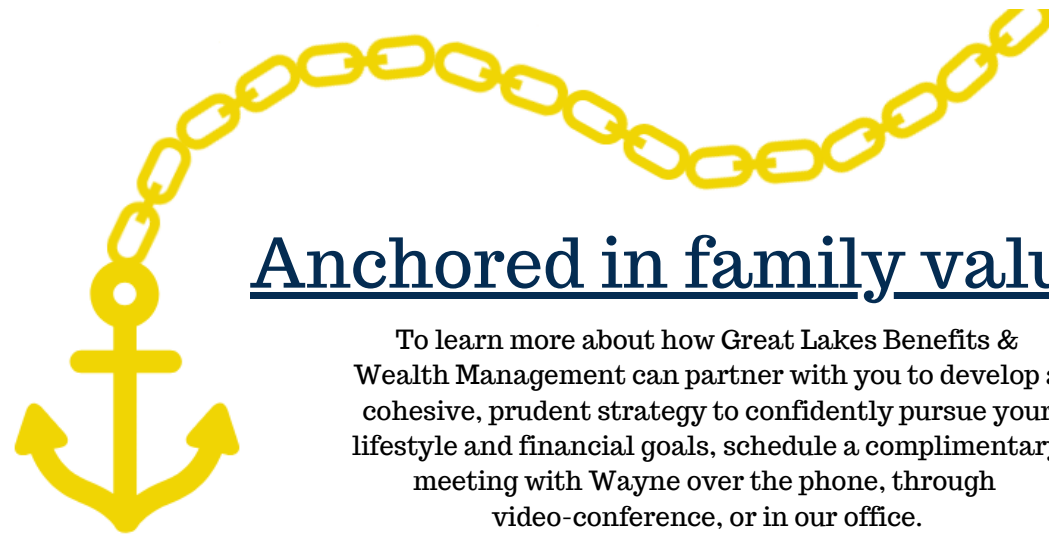 Anchored in family valu
To learn more about how Great Lakes Benefits &
Wealth Management can partner with you to develop a
cohesive, prudent strategy to confidently pursue your
lifestyle and financial goals, schedule a complimentary
meeting with Wayne over the phone, through
video-conference, or in our office.